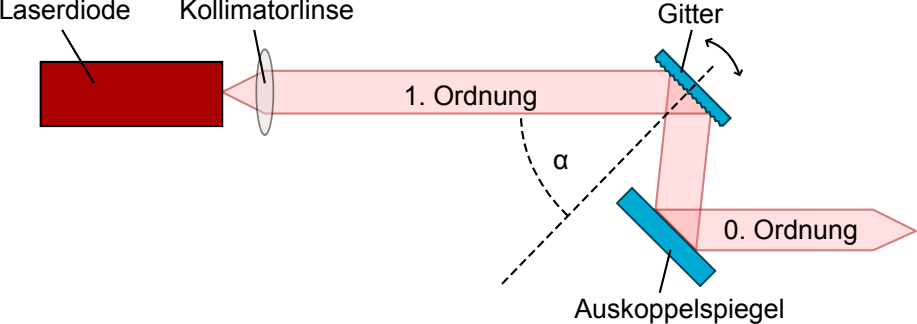 Laserdiode
Kollimatorlinse
Gitter
1. Ordnung
α
0. Ordnung
Auskoppelspiegel